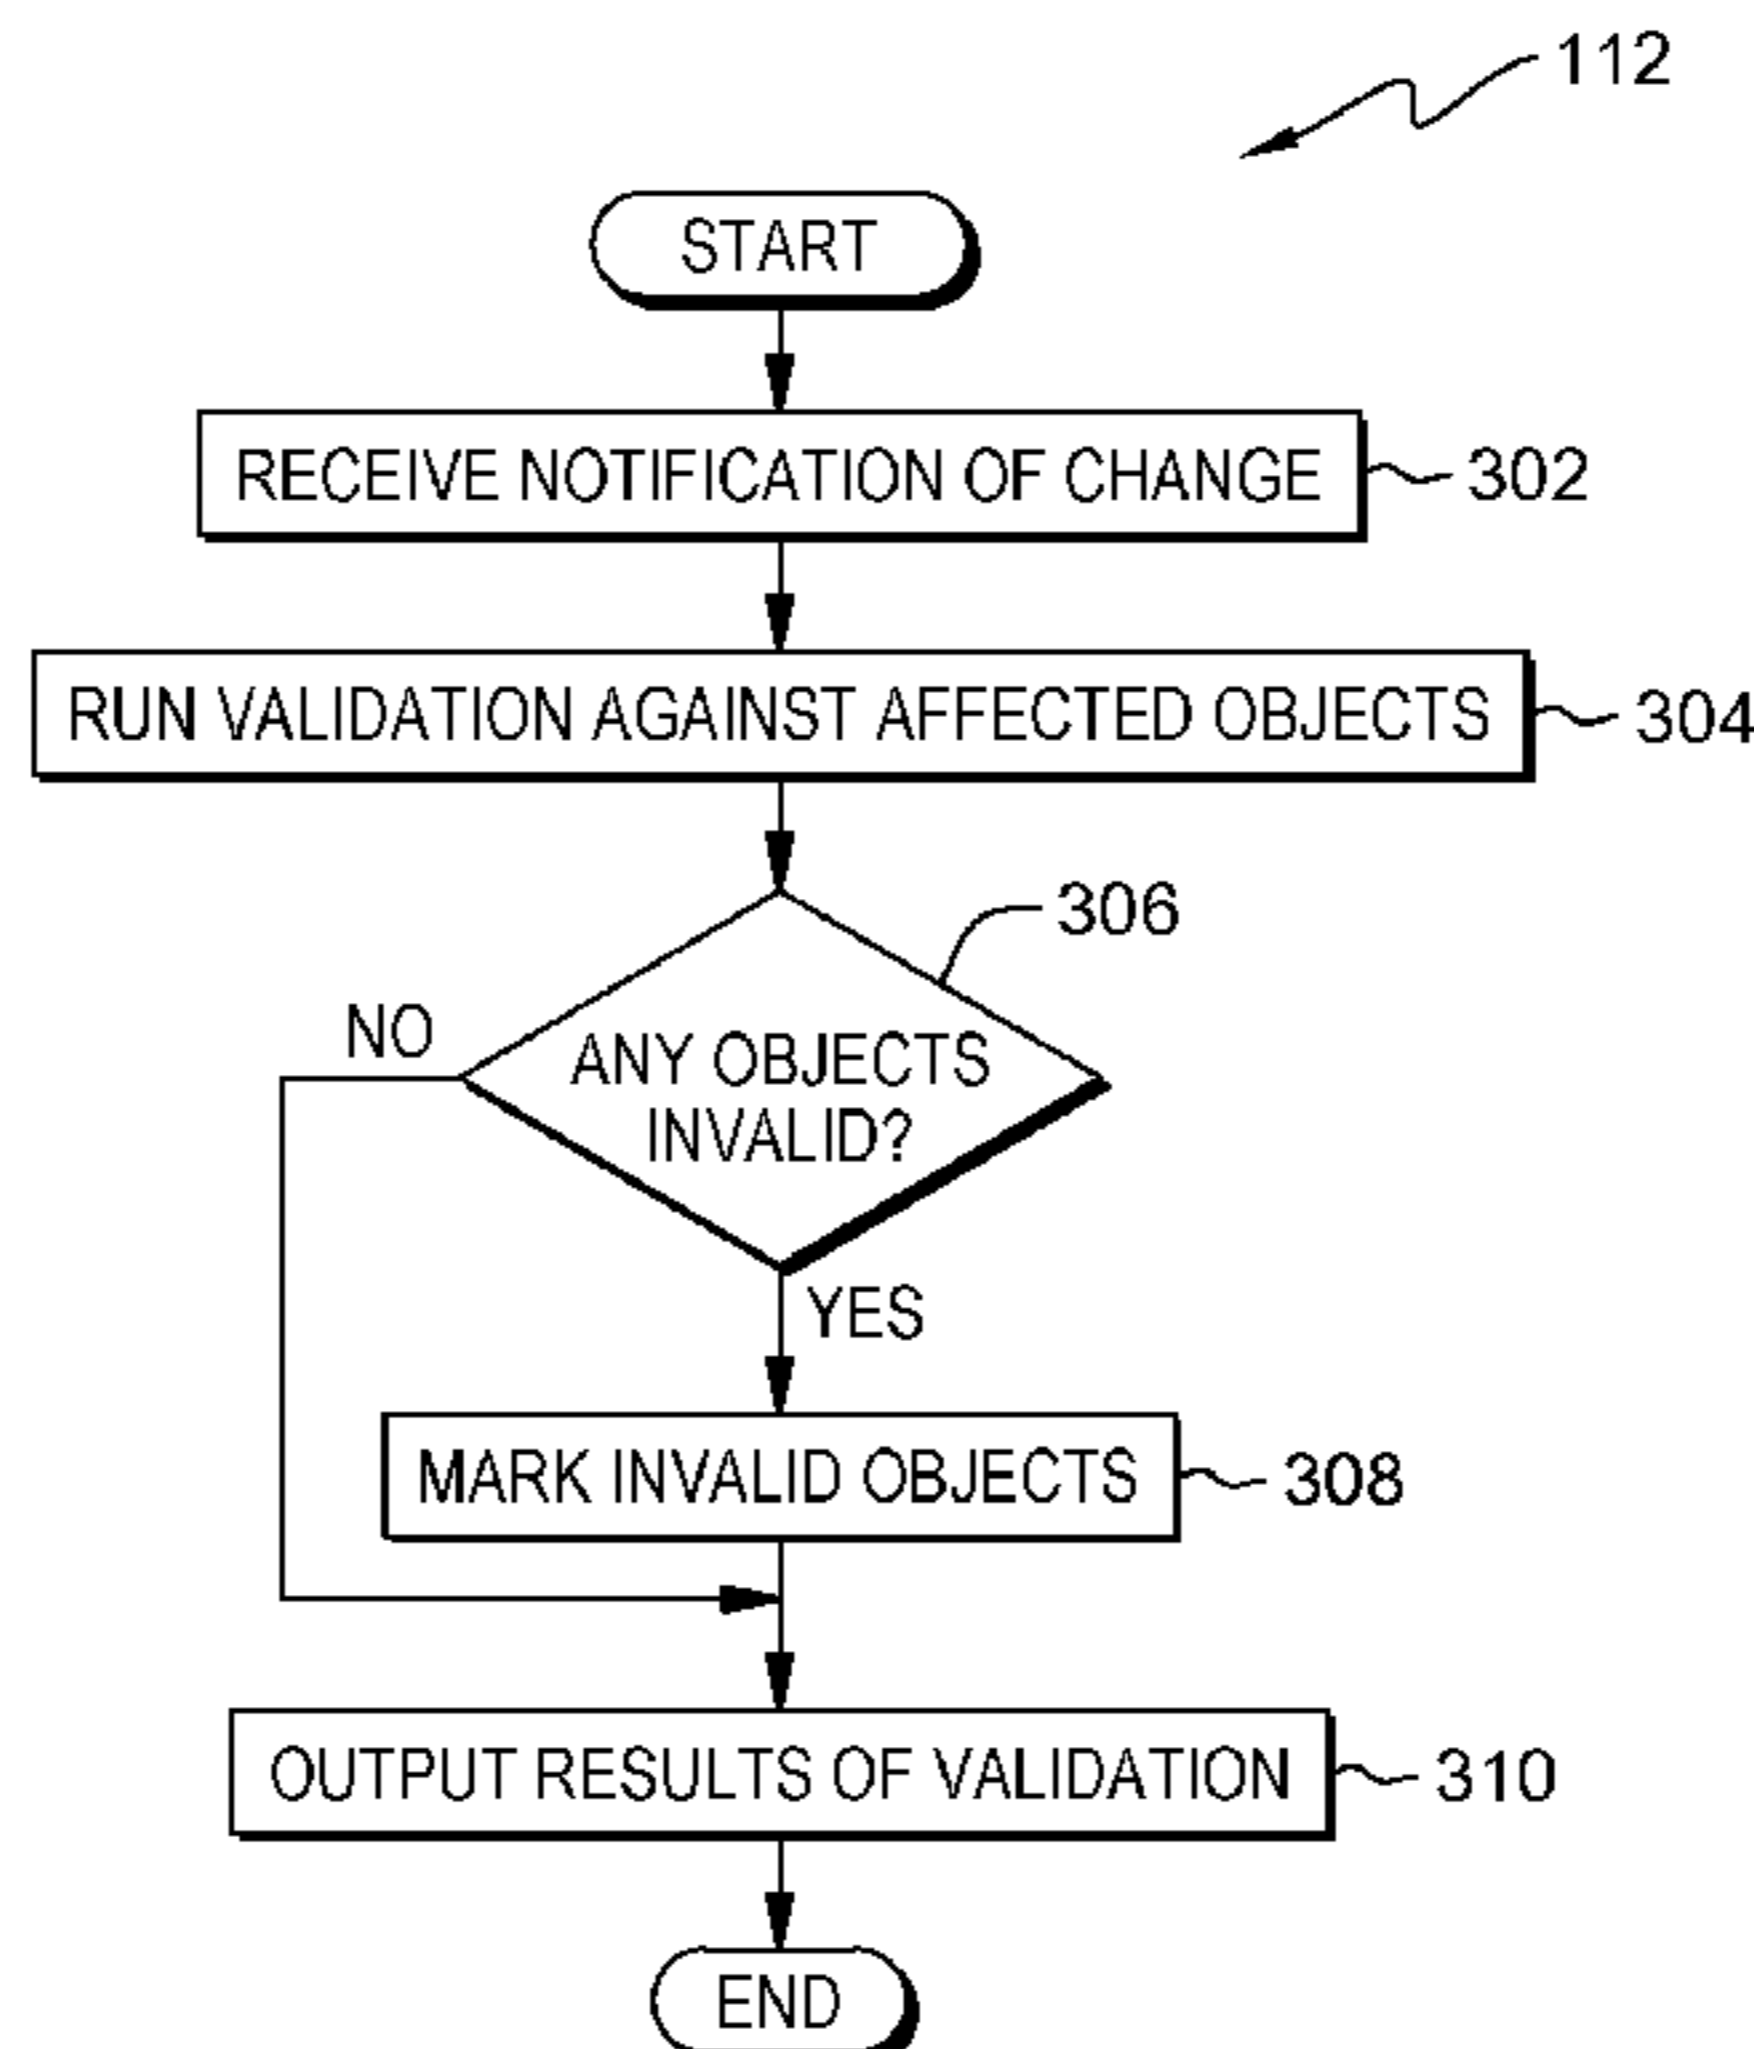 112
START
RECEIVE NOTIFICATION OF CHANGE 302
RUN VALIDATION AGAINST AFFECTED OBJECTS 304
306
NO
ANY OBJECTS
INVALID?
YES
MARK INVALID OBJECTS 308
OUTPUT RESULTS OF VALIDATION 310
END